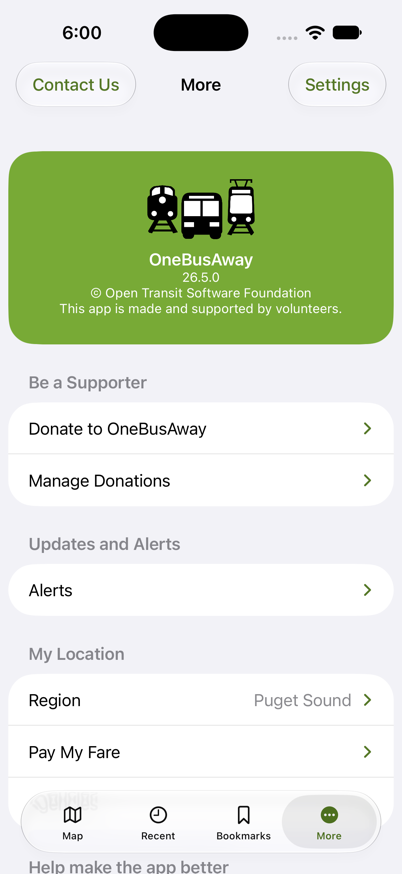 6:00
Contact Us
More
Settings
OneBusAway
26.5.0
© Open Transit Software Foundation
This app is made and supported by volunteers.
Be a Supporter
Donate to OneBusAway
Manage Donations
Updates and Alerts
Alerts
My Location
Region
Puget Sound
Pay My Fare
Map
Recent
Bookmarks
More
Help make the app better